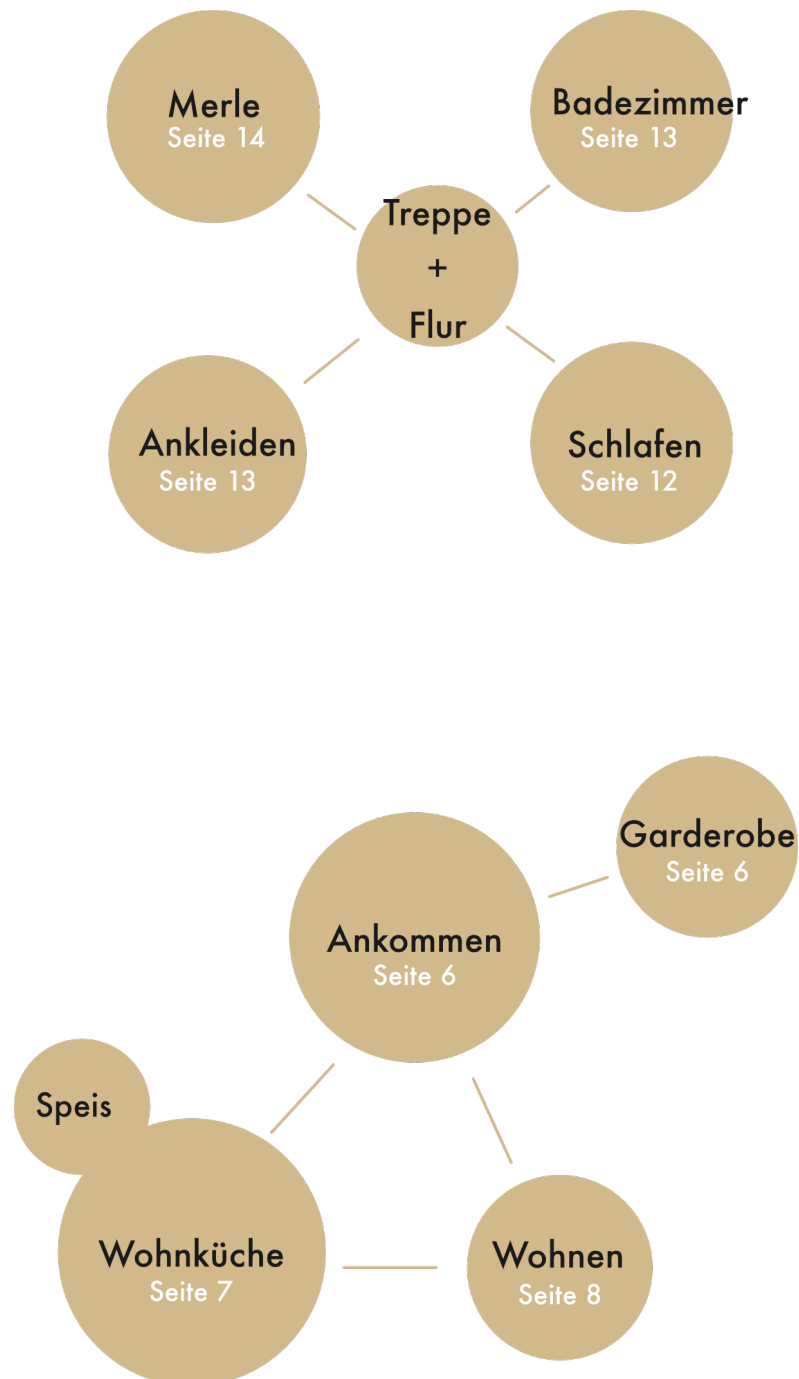 Merle
Seite 14
Badezimmer
Seite 13
Treppe
+
Flur
Ankleiden
Seite 13
Schlafen
Seite 12
Garderobe
Seite 6
Ankommen
Seite 6
Speis
Wohnküche
Seite 7
Wohnen
Seite 8